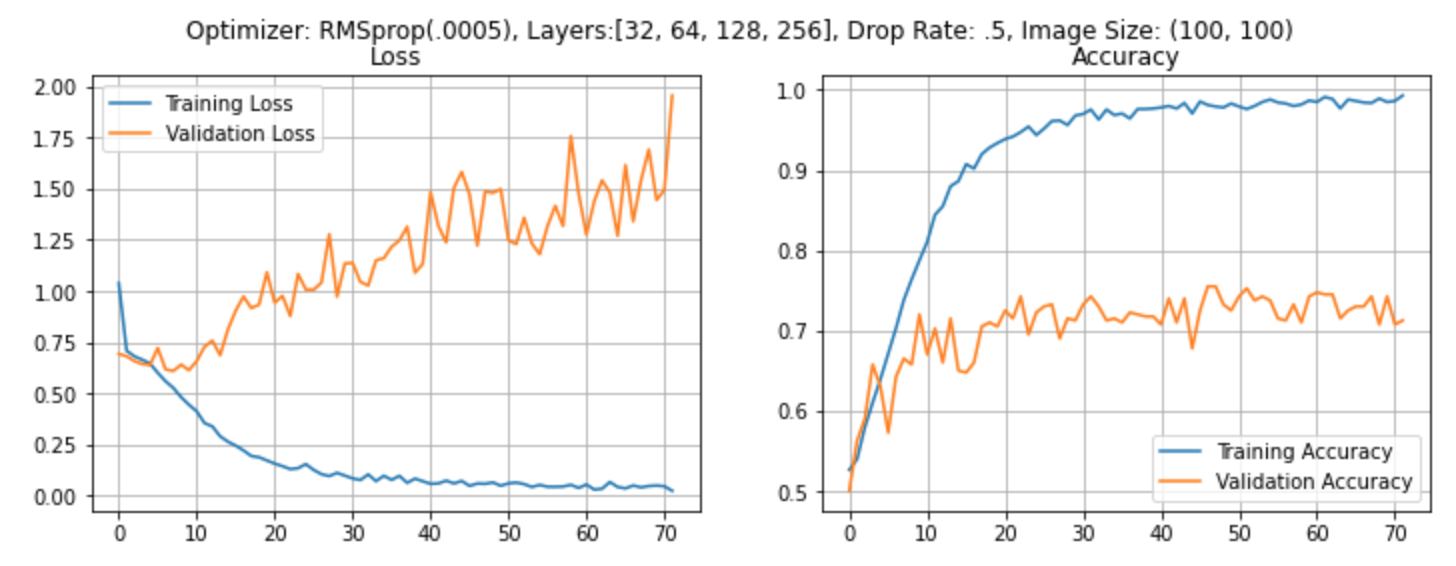 Optimizer: RMSprop(.0005), Layers:[32, 64, 128, 256], Drop Rate: .5, Image Size: (100, 100)
Loss
Training Loss
Validation Loss
2.00
1.75
1.50
1.25
1.00
0.75
0.50
0.25
0.00
0 10 20 30 40 50 60 70
Accuracy
1.0
0.9
0.8
0.7
0.6
0.5
Training Accuracy
Validation Accuracy
0 10 20 30 40 50 60 70